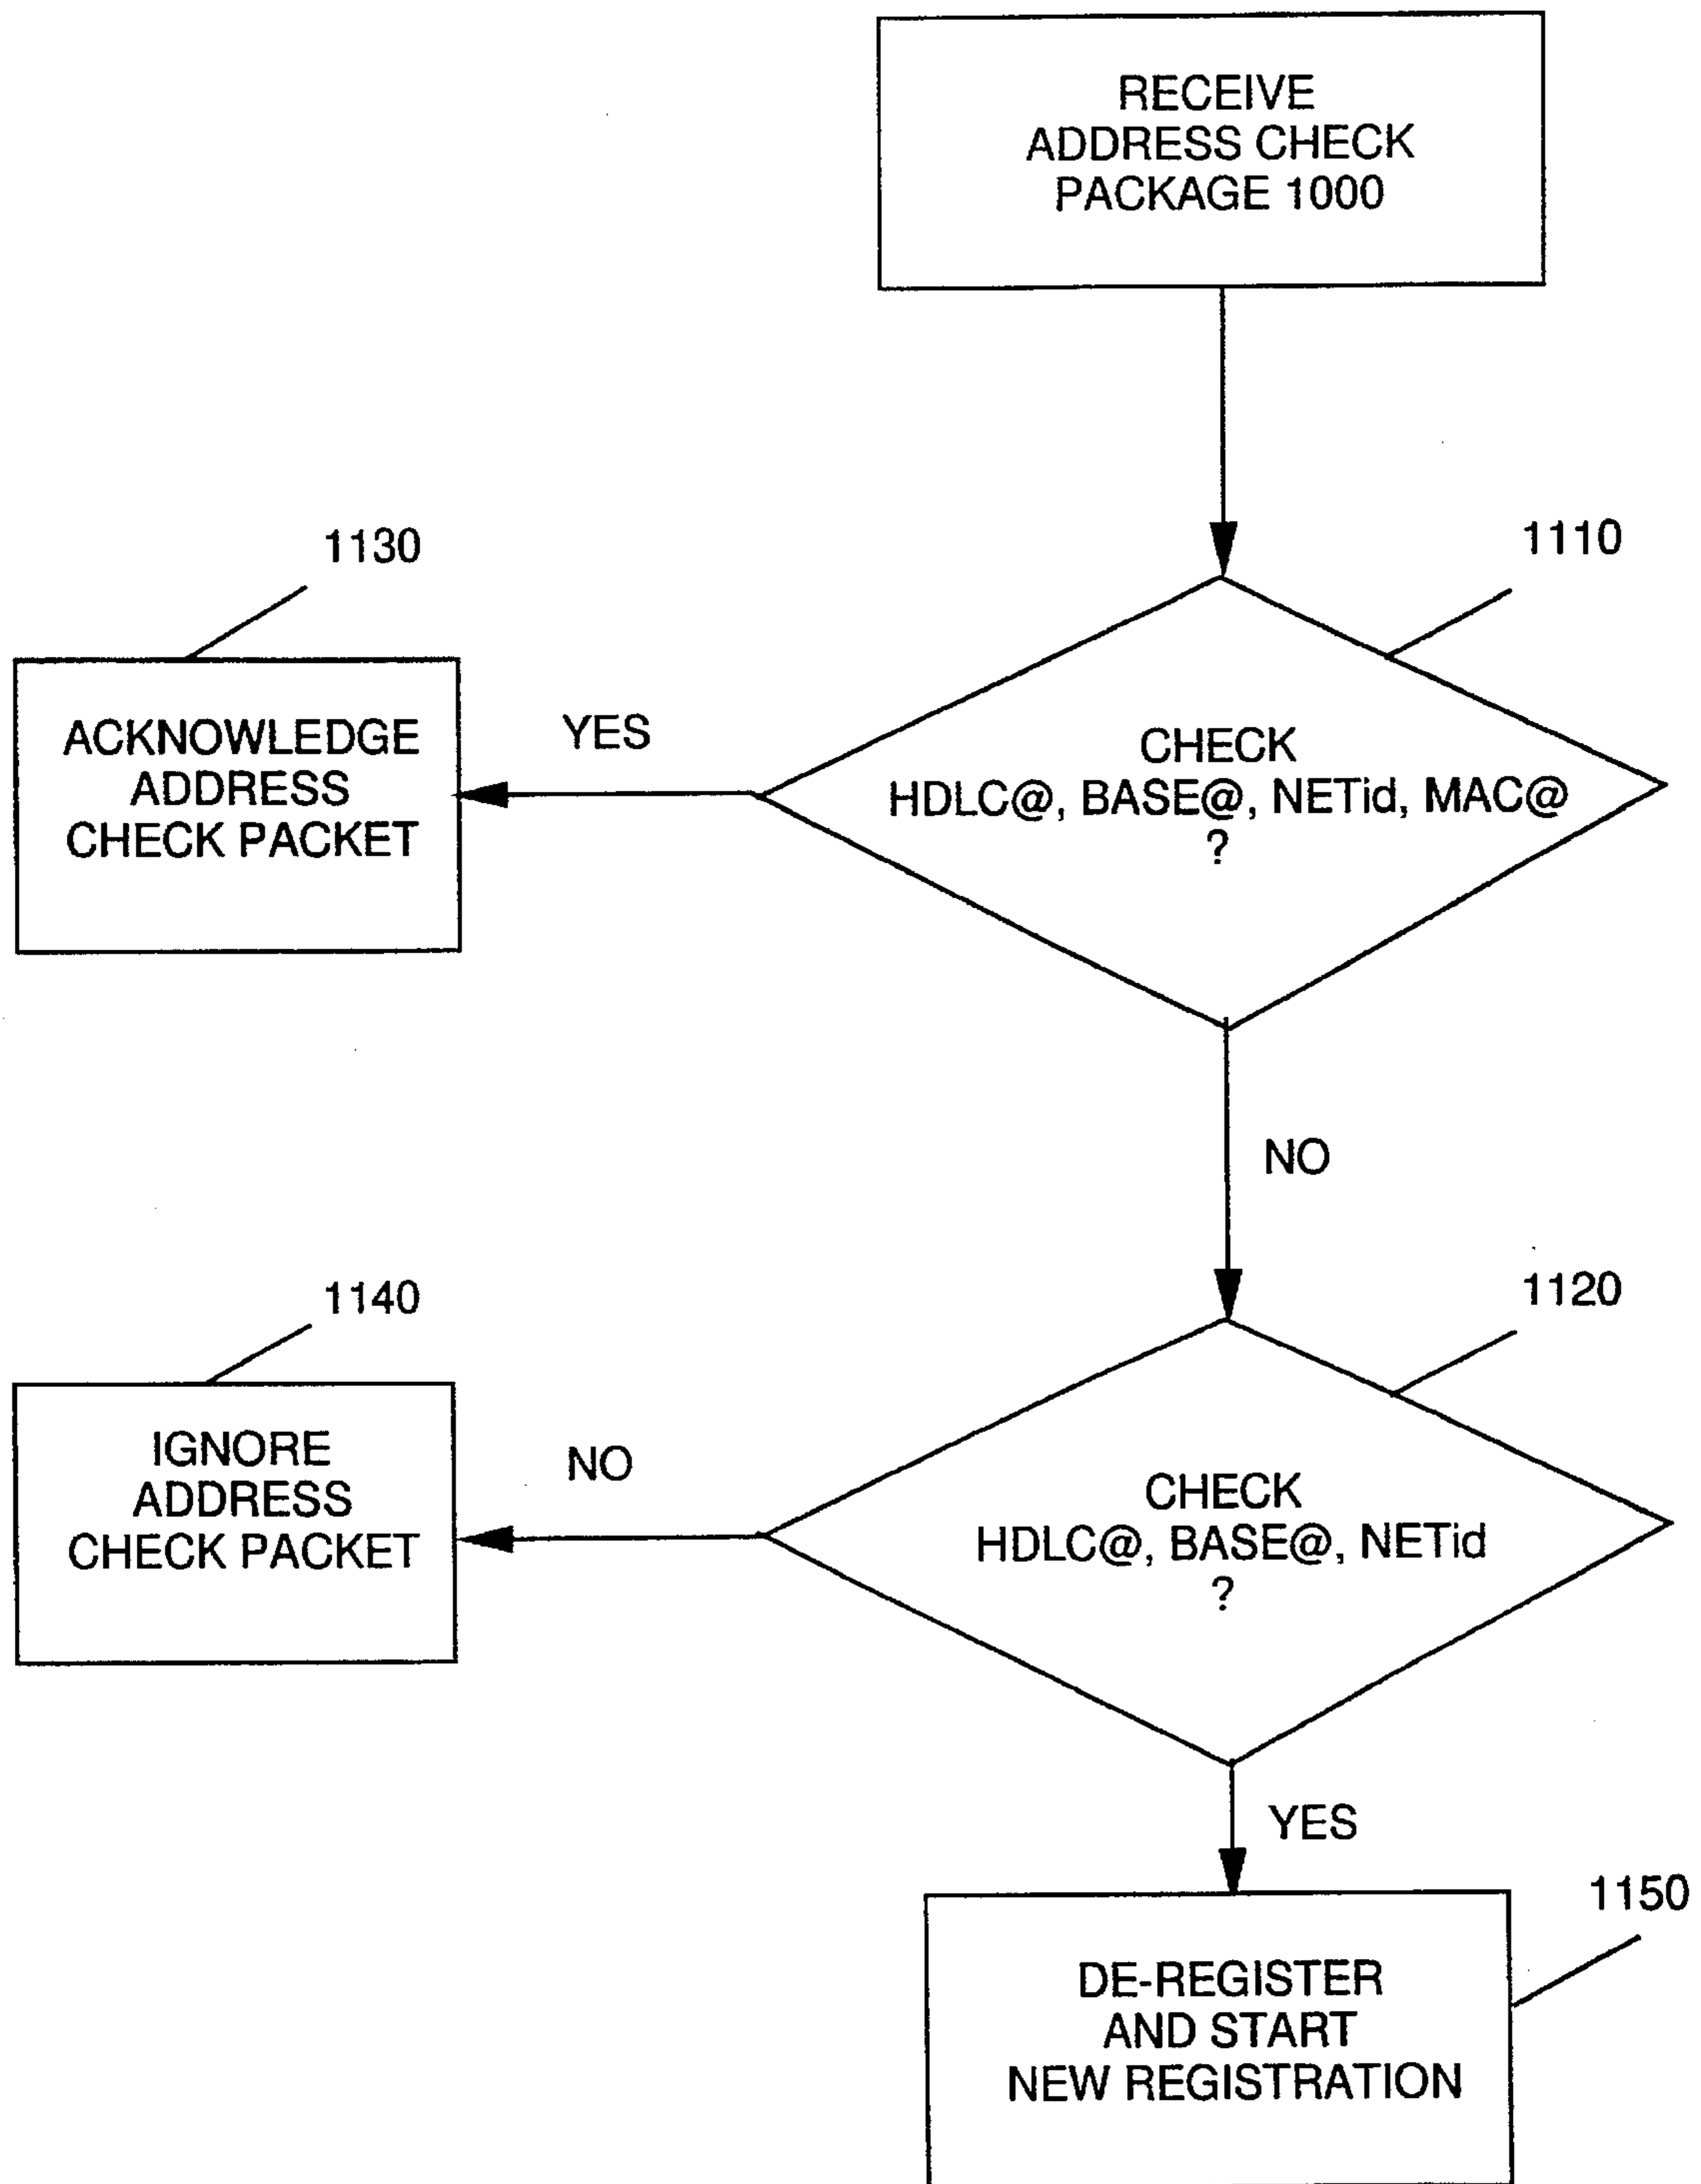 RECEIVE
ADDRESS CHECK
PACKAGE 1000
1130
1110
ACKNOWLEDGE
ADDRESS
CHECK PACKET
YES
CHECK
HDLC@, BASE@, NETid, MAC@
?
NO
1140
1120
IGNORE
ADDRESS
CHECK PACKET
NO
CHECK
HDLC@, BASE@, NETid
?
YES
1150
DE-REGISTER
AND START
NEW REGISTRATION